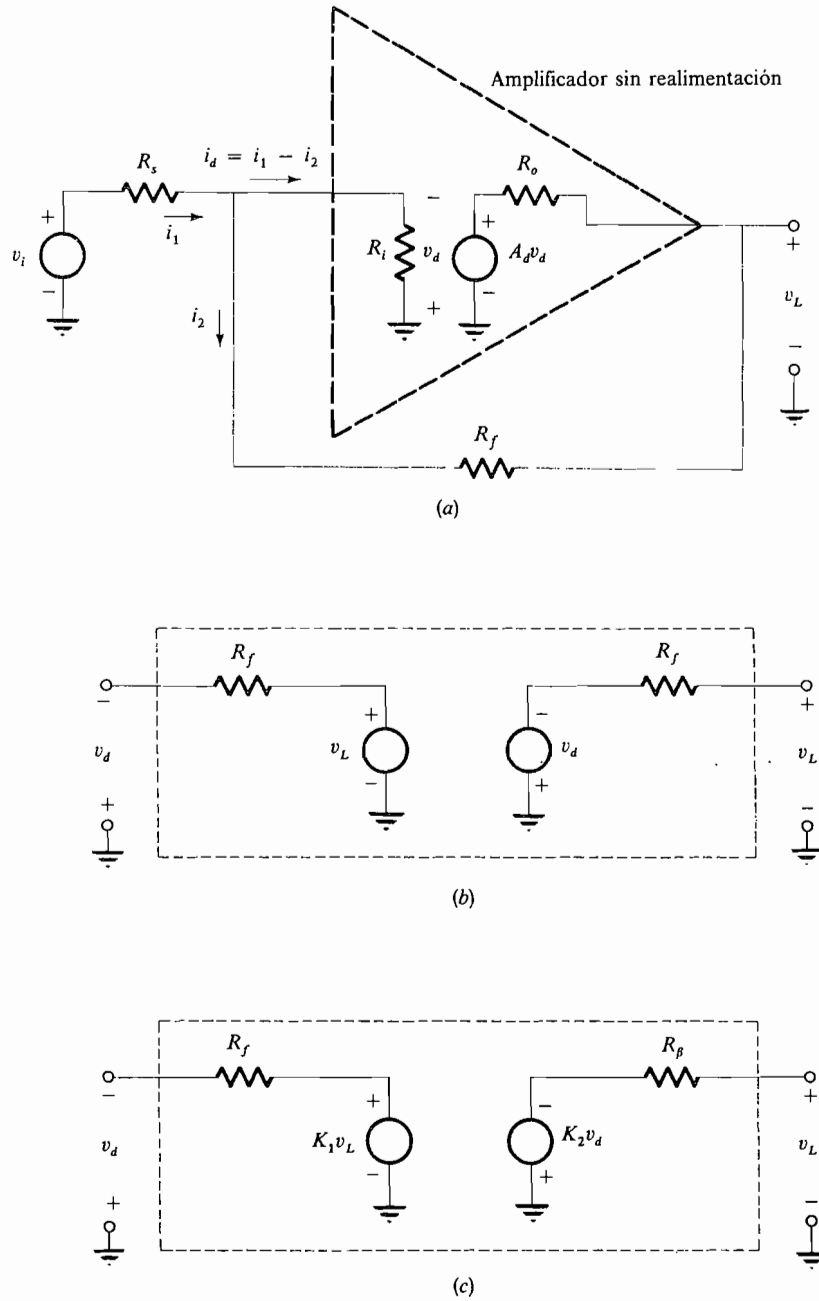 Amplificador sin realimentación
R_s
i_d = i_1 − i_2
R_o
+
−
+
i_1
v_i
R_i
v_d
A_d v_d
+
−
+
−
v_L
i_2
−
R_f
(a)
R_f
R_f
−
+
−
+
v_d
v_L
v_d
v_L
+
−
+
−
(b)
R_f
R_β
−
+
−
+
v_d
K_1 v_L
K_2 v_d
v_L
+
−
+
−
(c)